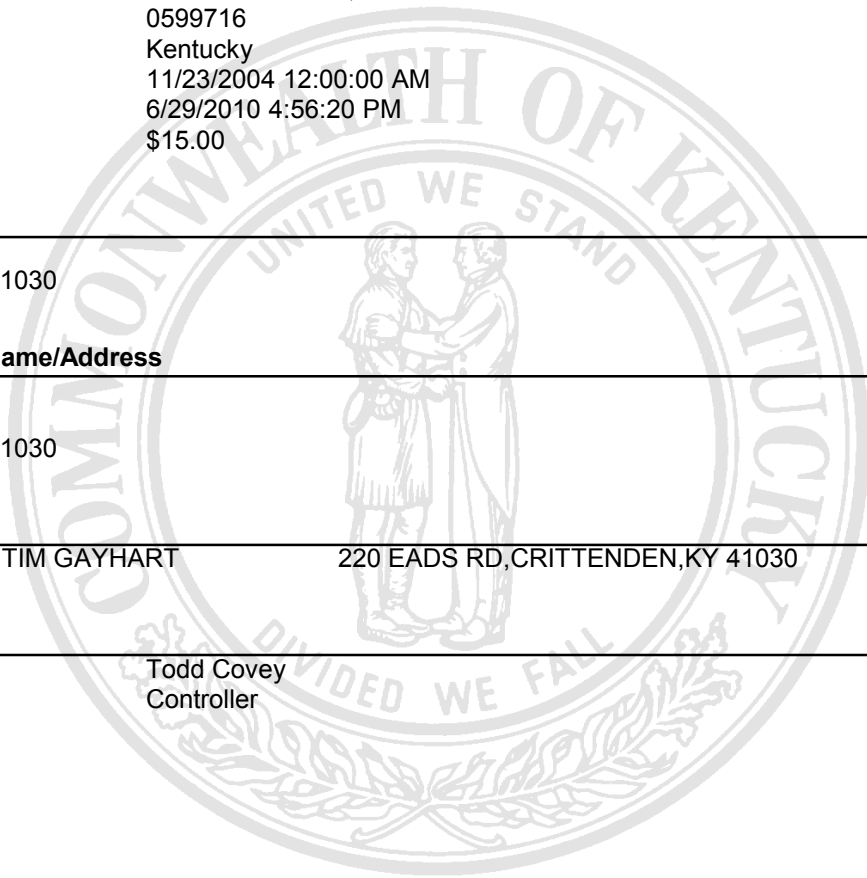 0599716
Kentucky
11/23/2004 12:00:00 AM
6/29/2010 4:56:20 PM
$15.00
COMMONWEALTH OF KENTUCKY
UNITED WE STAND
1030
ame/Address
1030
TIM GAYHART 220 EADS RD,CRITTENDEN,KY 41030
DIVIDED WE FALL
Todd Covey
Controller